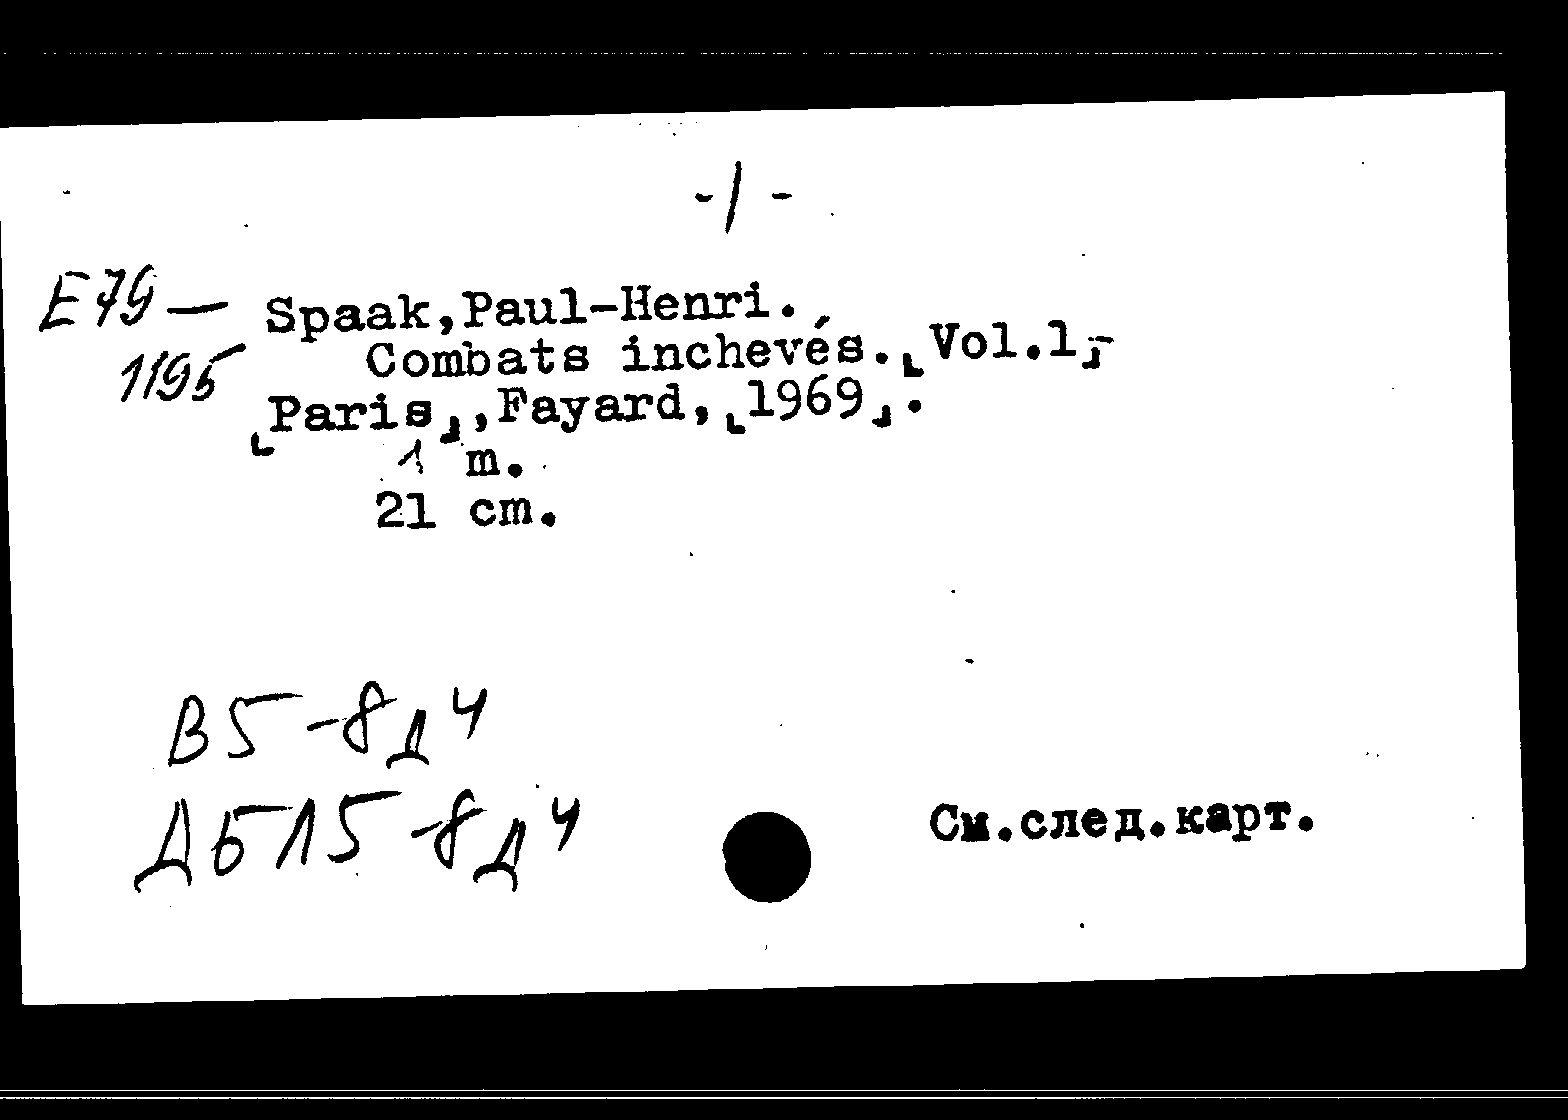 -1-
E79—
1195
Spaak,Paul-Henri.
Combats inchevés.[Vol.1]-
[Paris],Fayard,[1969].
1 m.
21 cm.
B5-8д4
ДБ15-8д4
См.след.карт.